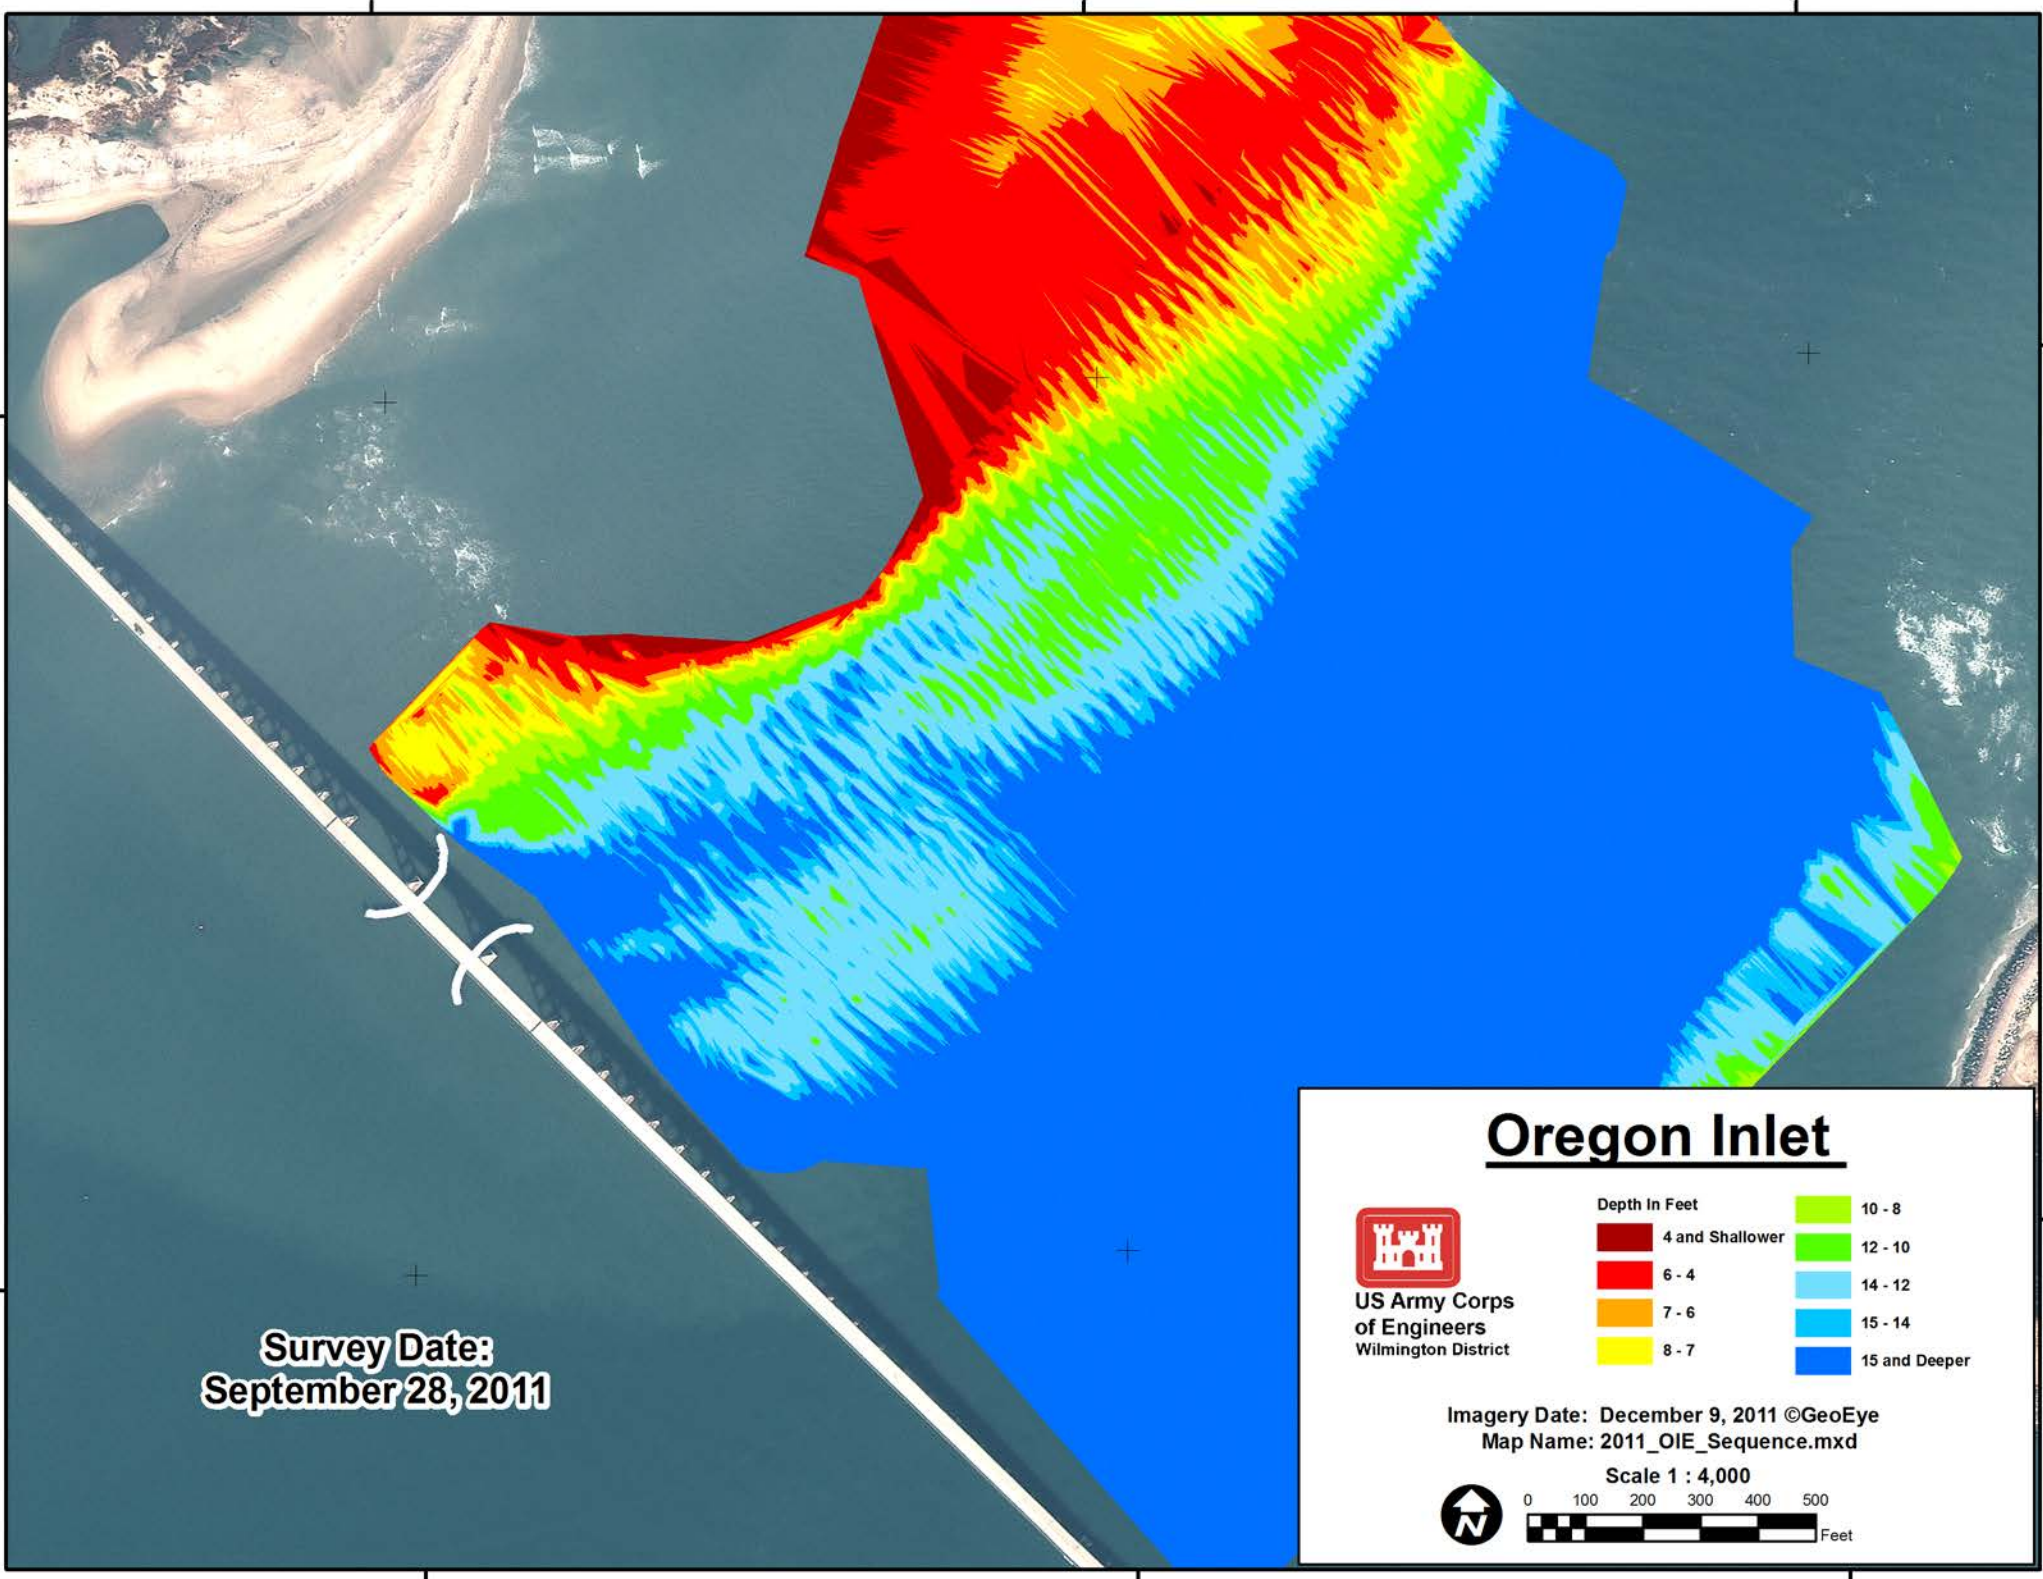 Survey Date:
September 28, 2011
Oregon Inlet
US Army Corps
of Engineers
Wilmington District
Depth In Feet
4 and Shallower
6 - 4
7 - 6
8 - 7
10 - 8
12 - 10
14 - 12
15 - 14
15 and Deeper
Imagery Date: December 9, 2011 ©GeoEye
Map Name: 2011_OIE_Sequence.mxd
Scale 1 : 4,000
0 100 200 300 400 500
Feet
N